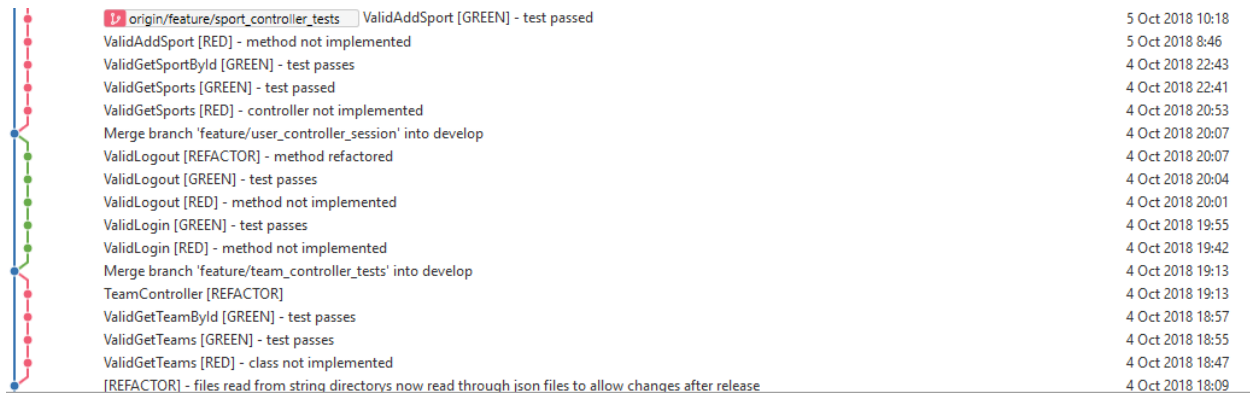 origin/feature/sport_controller_tests ValidAddSport [GREEN] - test passed 5 Oct 2018 10:18
ValidAddSport [RED] - method not implemented 5 Oct 2018 8:46
ValidGetSportById [GREEN] - test passes 4 Oct 2018 22:43
ValidGetSports [GREEN] - test passed 4 Oct 2018 22:41
ValidGetSports [RED] - controller not implemented 4 Oct 2018 20:53
Merge branch 'feature/user_controller_session' into develop 4 Oct 2018 20:07
ValidLogout [REFACTOR] - method refactored 4 Oct 2018 20:07
ValidLogout [GREEN] - test passes 4 Oct 2018 20:04
ValidLogout [RED] - method not implemented 4 Oct 2018 20:01
ValidLogin [GREEN] - test passes 4 Oct 2018 19:55
ValidLogin [RED] - method not implemented 4 Oct 2018 19:42
Merge branch 'feature/team_controller_tests' into develop 4 Oct 2018 19:13
TeamController [REFACTOR] 4 Oct 2018 19:13
ValidGetTeamById [GREEN] - test passes 4 Oct 2018 18:57
ValidGetTeams [GREEN] - test passes 4 Oct 2018 18:55
ValidGetTeams [RED] - class not implemented 4 Oct 2018 18:47
[REFACTOR] - files read from string directorys now read through json files to allow changes after release 4 Oct 2018 18:09